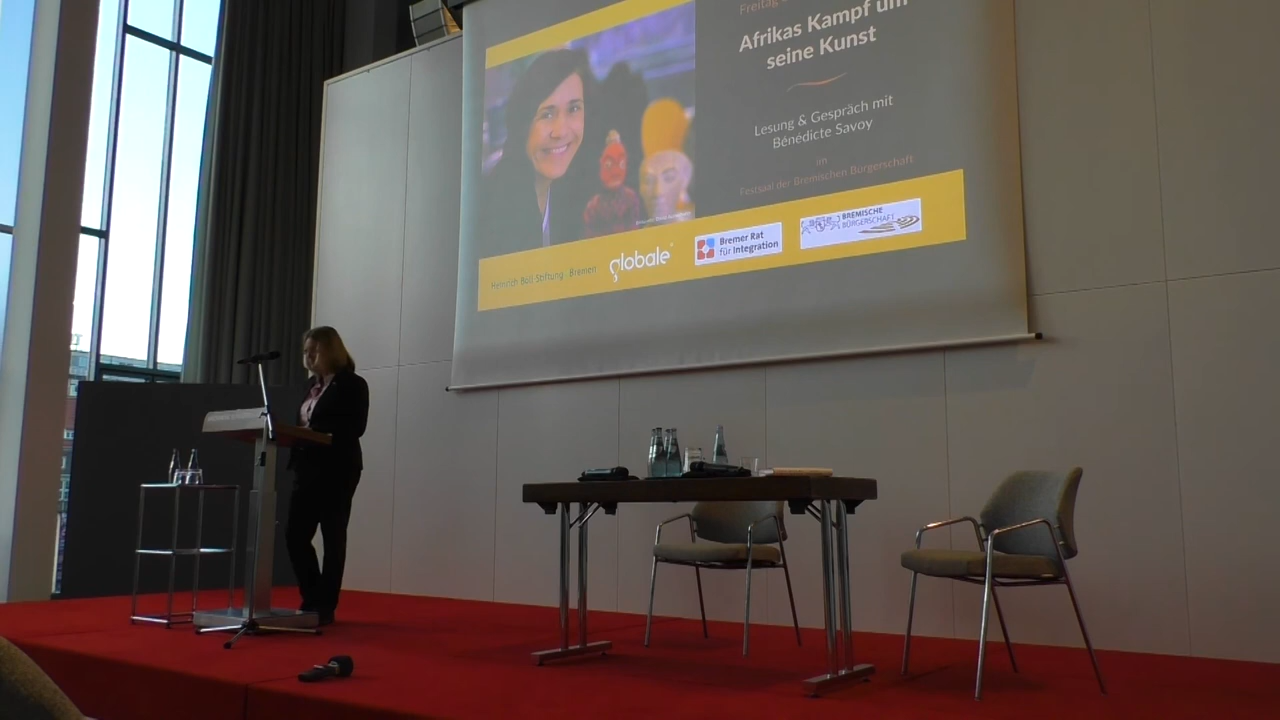 Freitag
Afrikas Kampf um
seine Kunst
Lesung & Gespräch mit
Bénédicte Savoy
im
Festsaal der Bremischen Bürgerschaft
Heinrich Böll Stiftung Bremen
globale°
Bremer Rat
für Integration
BREMISCHE
BÜRGERSCHAFT